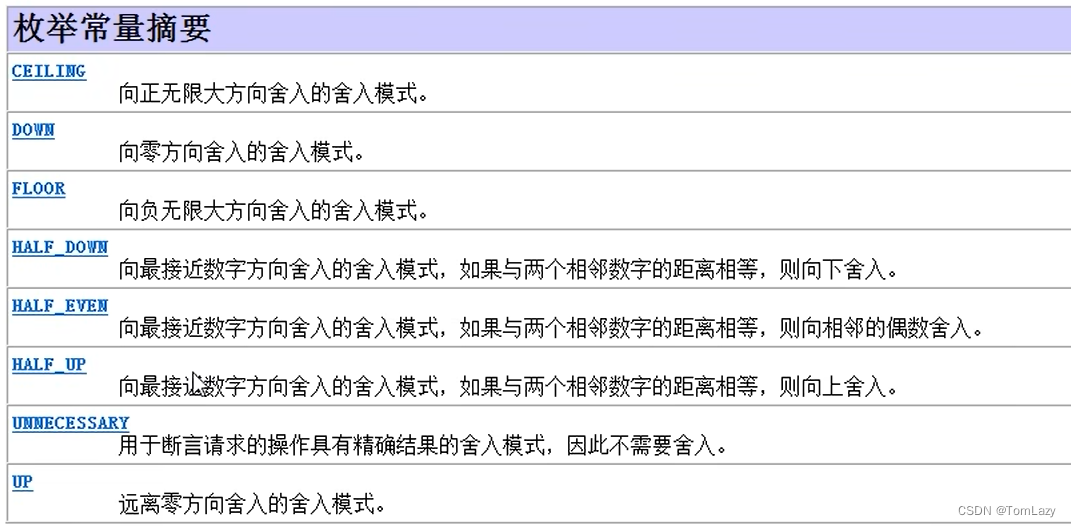 枚举常量摘要
CEILING
向正无限大方向舍入的舍入模式。
DOWN
向零方向舍入的舍入模式。
FLOOR
向负无限大方向舍入的舍入模式。
HALF_DOWN
向最接近数字方向舍入的舍入模式，如果与两个相邻数字的距离相等，则向下舍入。
HALF_EVEN
向最接近数字方向舍入的舍入模式，如果与两个相邻数字的距离相等，则向相邻的偶数舍入。
HALF_UP
向最接近数字方向舍入的舍入模式，如果与两个相邻数字的距离相等，则向上舍入。
UNNECESSARY
用于断言请求的操作具有精确结果的舍入模式，因此不需要舍入。
UP
远离零方向舍入的舍入模式。
CSDN @TomLazy